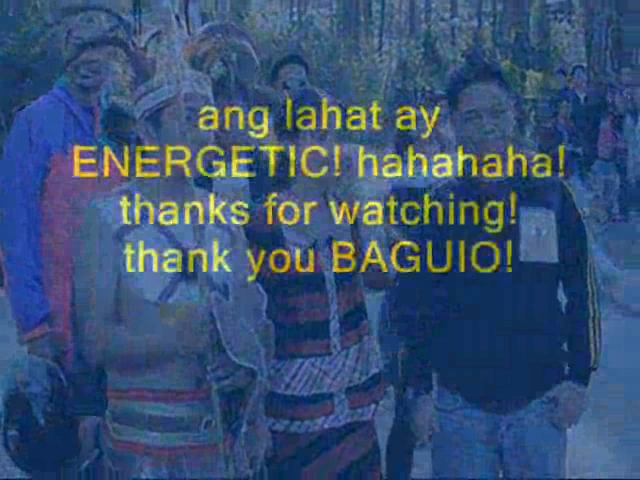 ang lahat ay
ENERGETIC! hahahaha!
thanks for watching!
thank you BAGUIO!